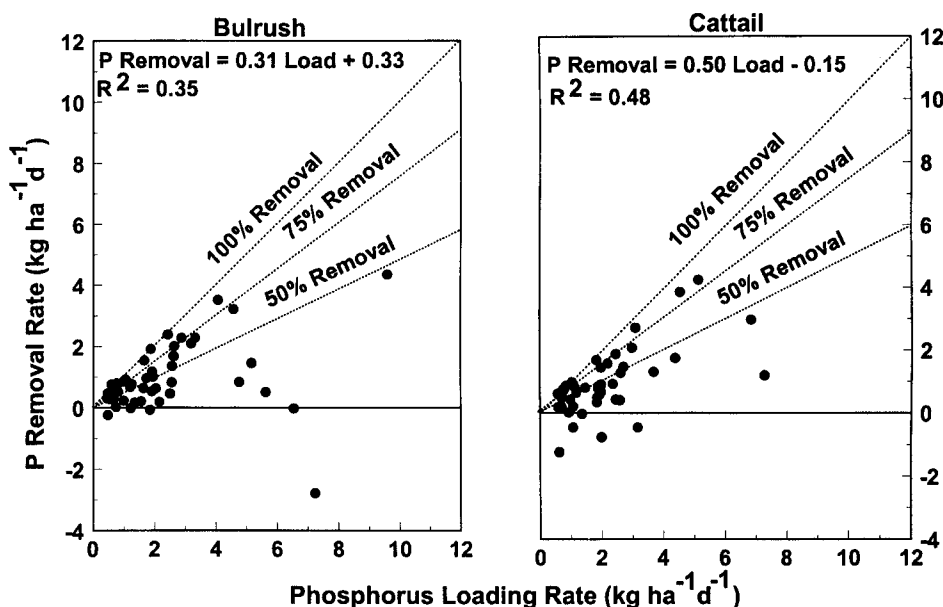 Bulrush
P Removal = 0.31 Load + 0.33
R² = 0.35
100% Removal
75% Removal
50% Removal
12
10
8
6
4
2
0
-2
-4
0 2 4 6 8 10 12
P Removal Rate (kg ha⁻¹d⁻¹)
Cattail
P Removal = 0.50 Load - 0.15
R² = 0.48
100% Removal
75% Removal
50% Removal
12
10
8
6
4
2
0
-2
-4
0 2 4 6 8 10 12
Phosphorus Loading Rate (kg ha⁻¹d⁻¹)